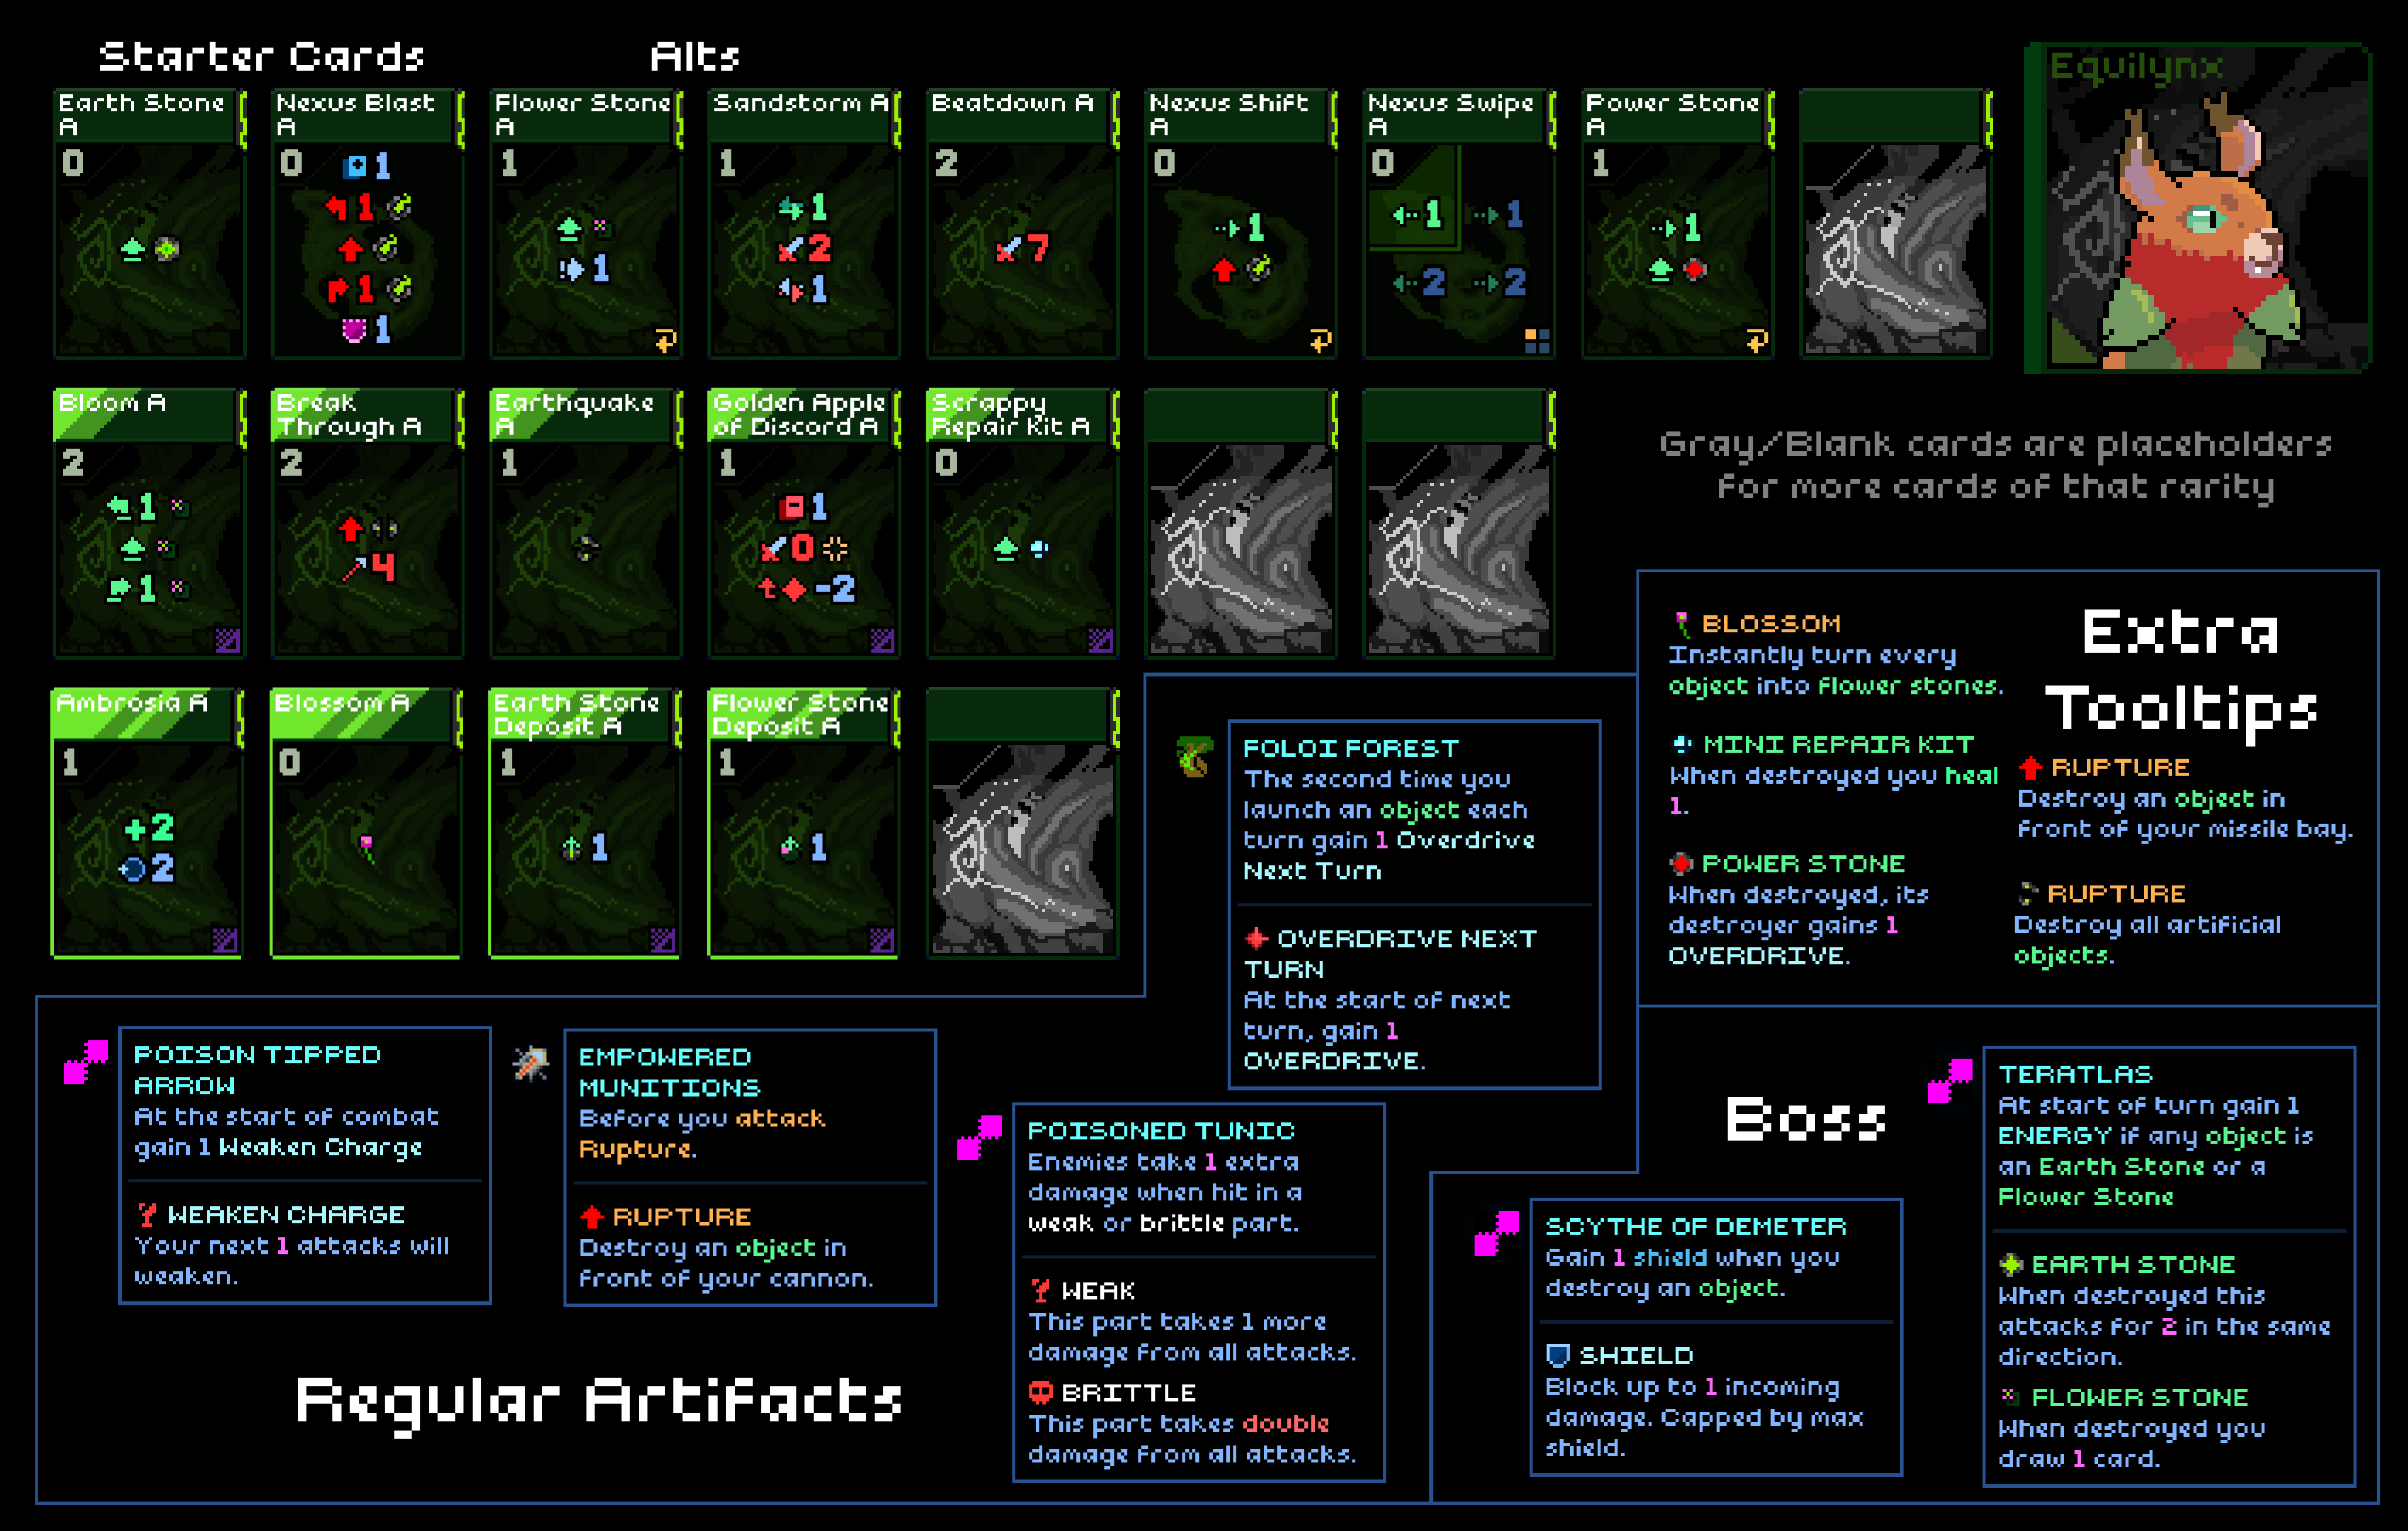 Starter Cards
Alts
Equilynx
Earth Stone
A
0
Nexus Blast
A
0
1
1
1
1
Flower Stone
A
1
1
Sandstorm A
1
1
2
1
Beatdown A
2
7
Nexus Shift
A
0
1
Nexus Swipe
A
0
1
1
2
2
Power Stone
A
1
1
Bloom A
2
1
1
Break
Through A
2
4
Earthquake
A
1
Golden Apple
of Discord A
1
1
0
-2
Scrappy
Repair Kit A
0
Gray/Blank cards are placeholders
for more cards of that rarity
Ambrosia A
1
+2
2
Blossom A
0
Earth Stone
Deposit A
1
1
Flower Stone
Deposit A
1
1
FOLOI FOREST
The second time you
launch an object each
turn gain 1 Overdrive
Next Turn
OVERDRIVE NEXT
TURN
At the start of next
turn, gain 1
OVERDRIVE.
Extra
Tooltips
BLOSSOM
Instantly turn every
object into flower stones.
MINI REPAIR KIT
When destroyed you heal
1.
POWER STONE
When destroyed, its
destroyer gains 1
OVERDRIVE.
RUPTURE
Destroy an object in
front of your missile bay.
RUPTURE
Destroy all artificial
objects.
POISON TIPPED
ARROW
At the start of combat
gain 1 Weaken Charge
WEAKEN CHARGE
Your next 1 attacks will
weaken.
EMPOWERED
MUNITIONS
Before you attack
Rupture.
RUPTURE
Destroy an object in
front of your cannon.
POISONED TUNIC
Enemies take 1 extra
damage when hit in a
weak or brittle part.
WEAK
This part takes 1 more
damage from all attacks.
BRITTLE
This part takes double
damage from all attacks.
Regular Artifacts
Boss
SCYTHE OF DEMETER
Gain 1 shield when you
destroy an object.
SHIELD
Block up to 1 incoming
damage. Capped by max
shield.
TERATLAS
At start of turn gain 1
ENERGY if any object is
an Earth Stone or a
Flower Stone
EARTH STONE
When destroyed this
attacks for 2 in the same
direction.
FLOWER STONE
When destroyed you
draw 1 card.